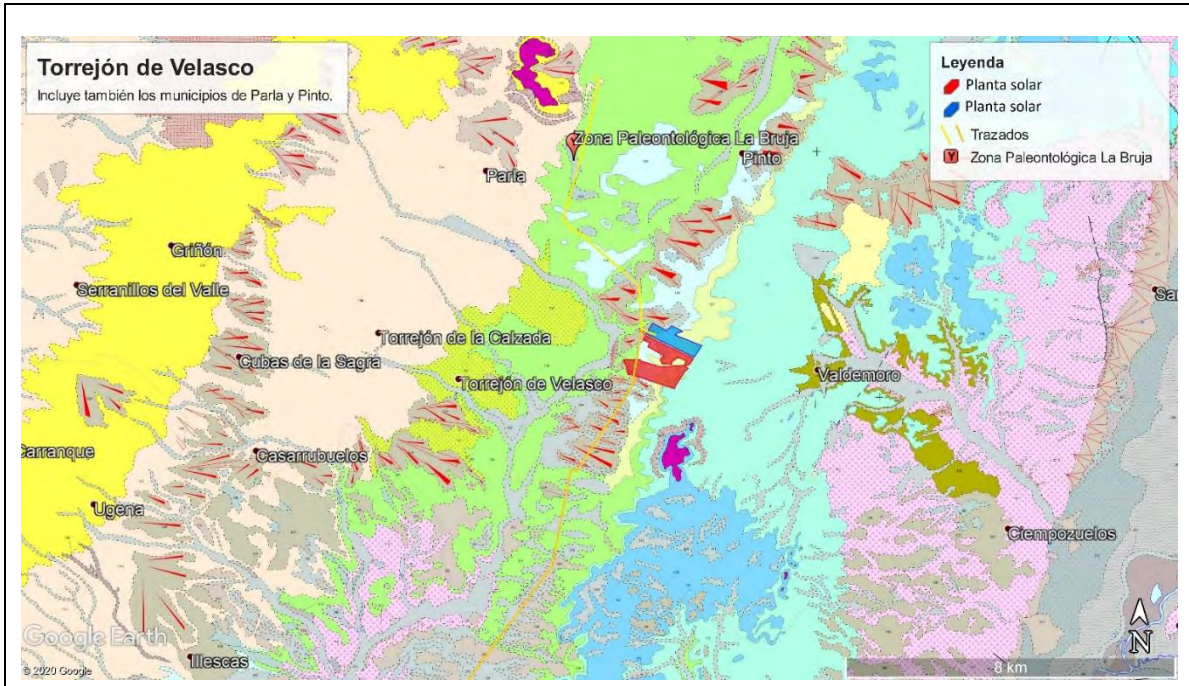 Torrejón de Velasco
Incluye también los municipios de Parla y Pinto.
Leyenda
Planta solar
Planta solar
Trazados
Zona Paleontológica La Bruja
Zona Paleontológica La Bruja
Pinto
Parla
Griñón
Serranillos del Valle
Torrejón de la Calzada
Cubas de la Sagra
Torrejón de Velasco
Valdemoro
Carranque
Casarrubuelos
Ugena
Ciempozuelos
Illescas
Google Earth
© 2020 Google
N
8 km